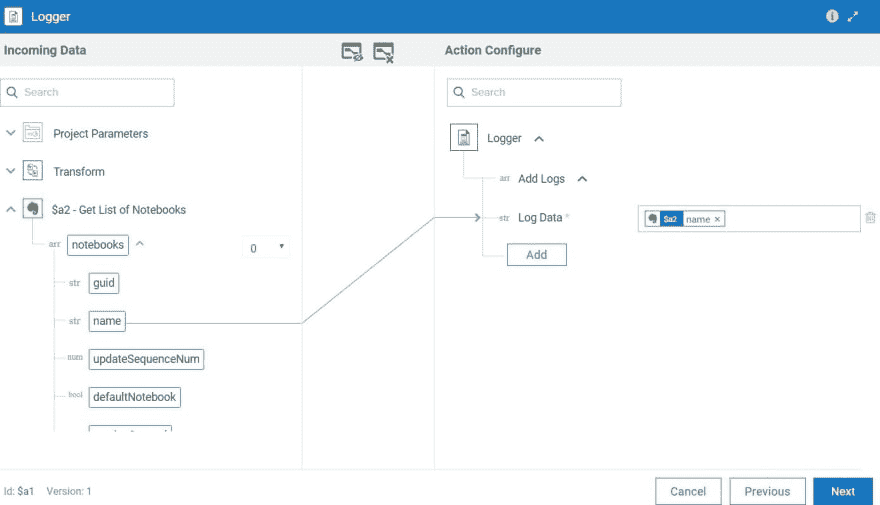 Logger
Incoming Data
Action Configure
Search
Search
Project Parameters
Logger
Transform
arr Add Logs
$a2 - Get List of Notebooks
str Log Data *
$a2 name ×
arr notebooks
0
Add
str guid
str name
num updateSequenceNum
bool defaultNotebook
Id: $a1 Version: 1
Cancel
Previous
Next